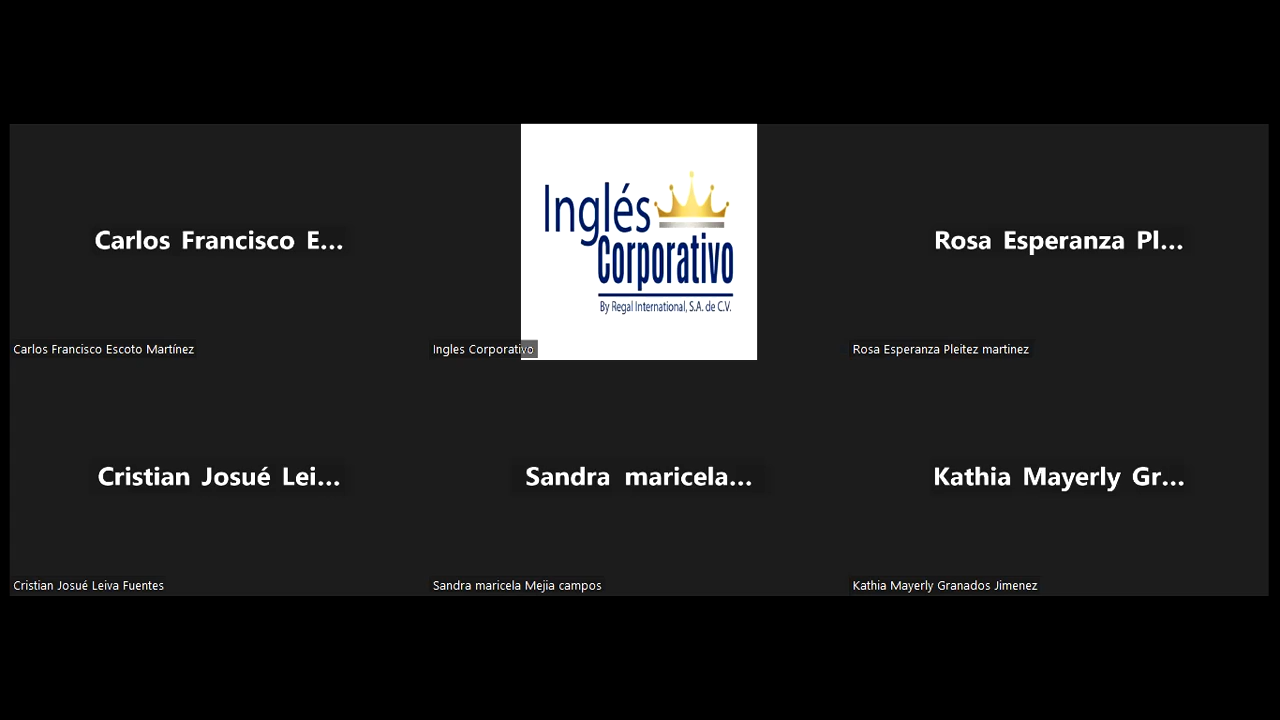 Carlos Francisco E...
Inglés
Corporativo
By Regal International, S.A. de C.V.
Rosa Esperanza Pl...
Carlos Francisco Escoto Martínez
Ingles Corporativo
Rosa Esperanza Pleitez martinez
Cristian Josué Lei...
Sandra maricela...
Kathia Mayerly Gr...
Cristian Josué Leiva Fuentes
Sandra maricela Mejia campos
Kathia Mayerly Granados Jimenez